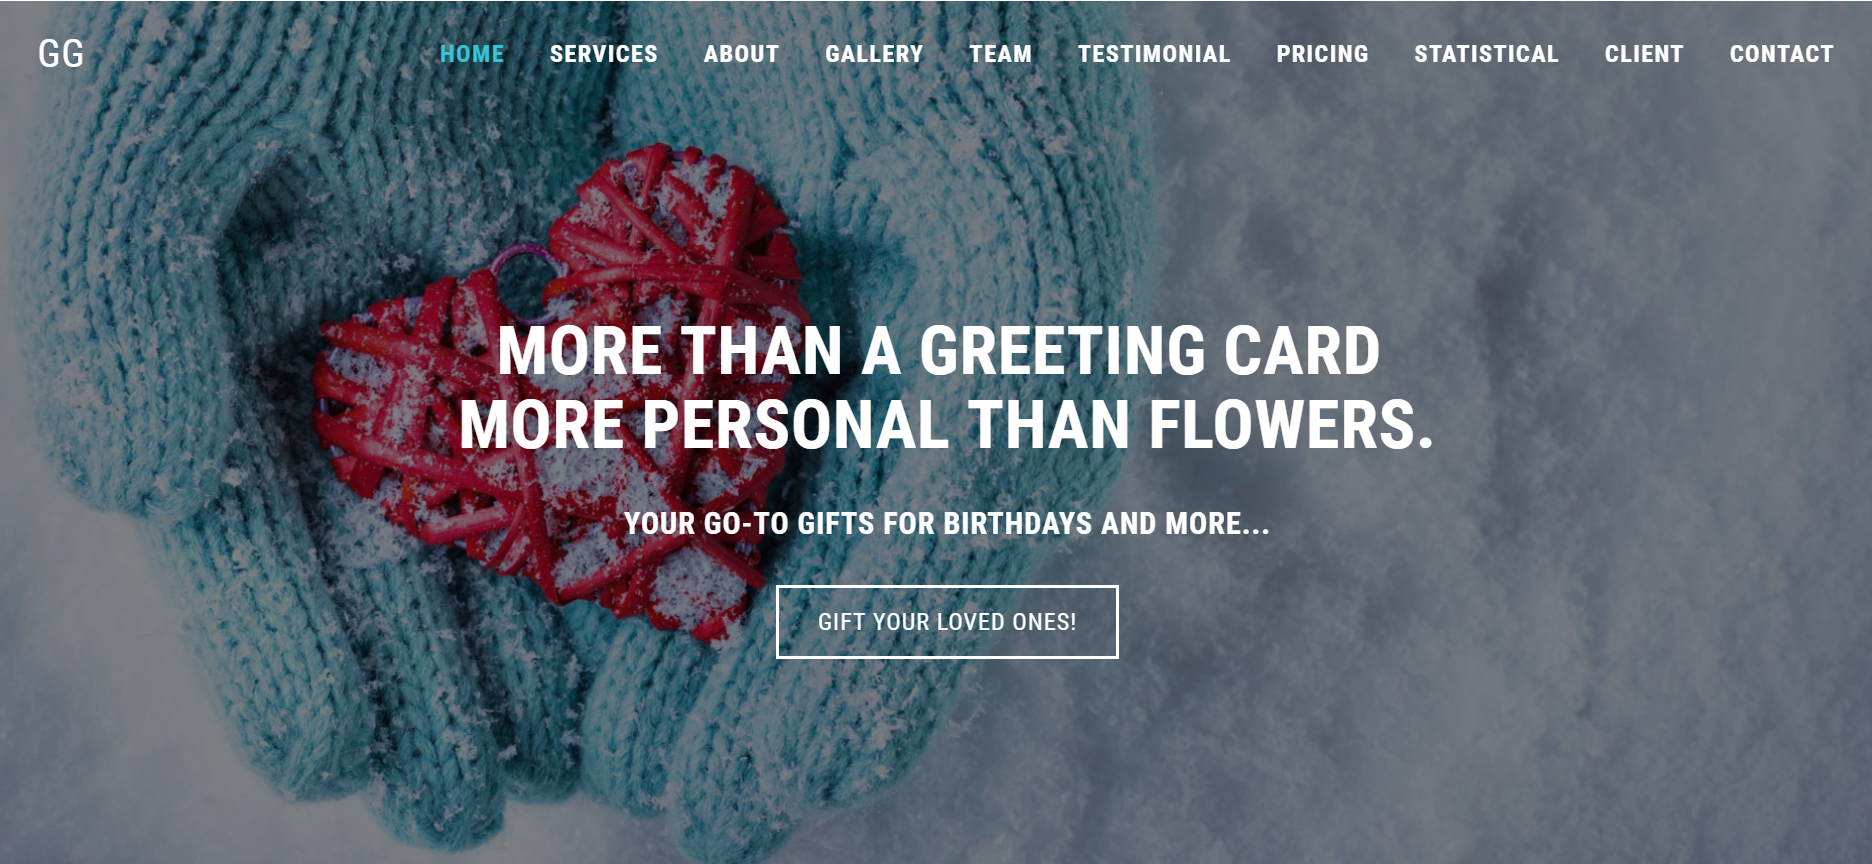 GG
HOME SERVICES ABOUT GALLERY TEAM TESTIMONIAL PRICING STATISTICAL CLIENT CONTACT
MORE THAN A GREETING CARD
MORE PERSONAL THAN FLOWERS.
YOUR GO-TO GIFTS FOR BIRTHDAYS AND MORE...
GIFT YOUR LOVED ONES!